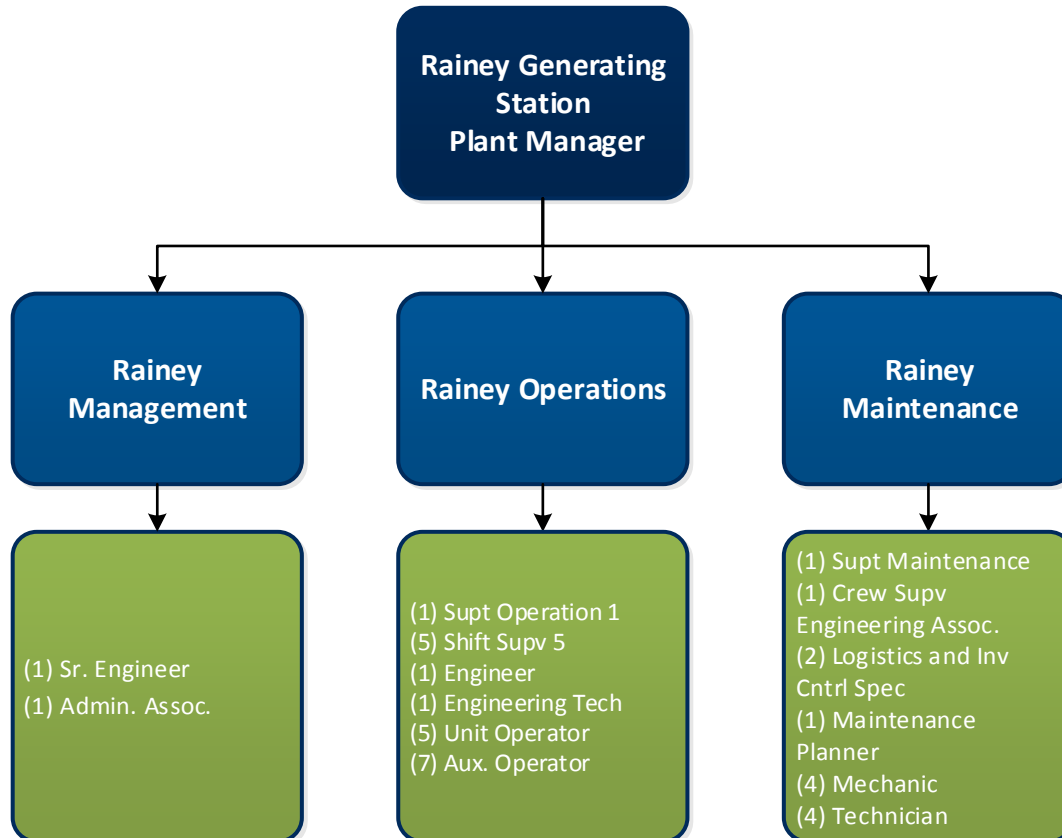 Rainey Generating
Station
Plant Manager
Rainey
Management
Rainey Operations
Rainey
Maintenance
(1) Sr. Engineer
(1) Admin. Assoc.
(1) Supt Operation 1
(5) Shift Supv 5
(1) Engineer
(1) Engineering Tech
(5) Unit Operator
(7) Aux. Operator
(1) Supt Maintenance
(1) Crew Supv
Engineering Assoc.
(2) Logistics and Inv
Cntrl Spec
(1) Maintenance
Planner
(4) Mechanic
(4) Technician